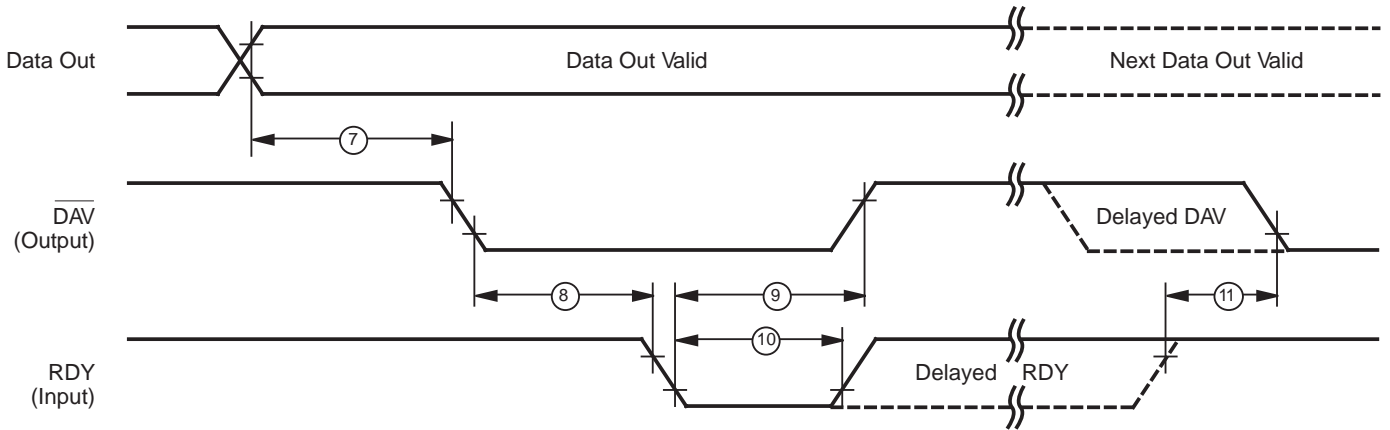 Data Out
Data Out Valid
Next Data Out Valid
7
DAV
(Output)
Delayed DAV
8
9
11
10
RDY
(Input)
Delayed RDY